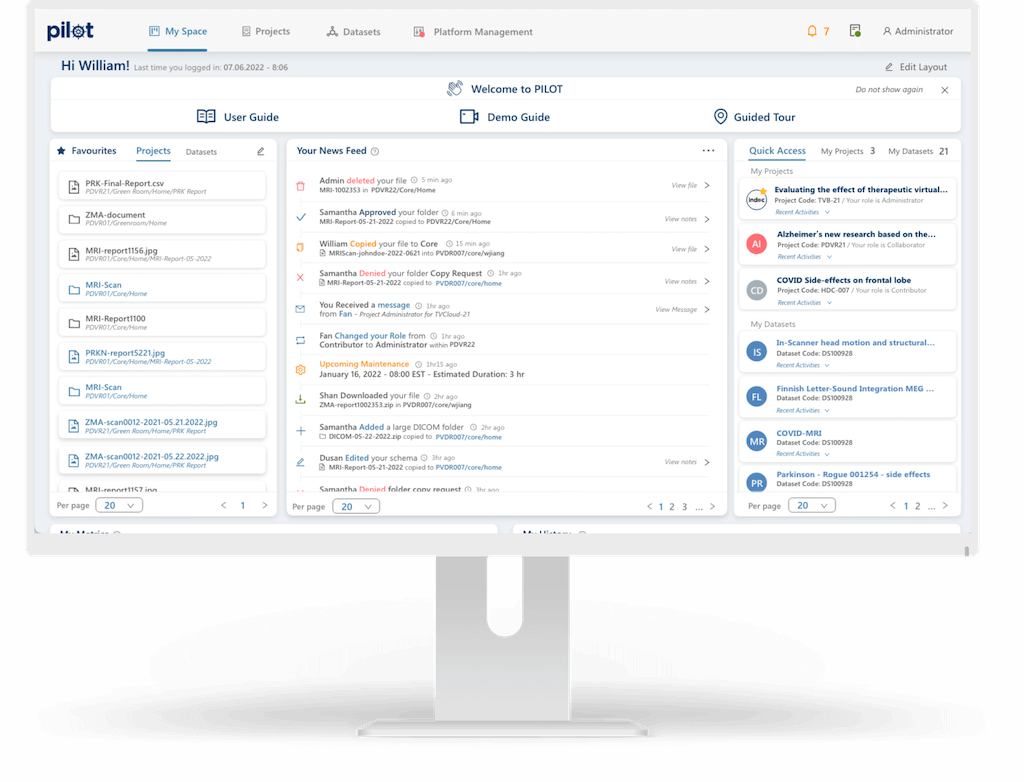 pilot
My Space
Projects
Datasets
Platform Management
7
Administrator
Hi William! Last time you logged in: 07.06.2022 - 8:06
Edit Layout
Welcome to PILOT
Do not show again
User Guide
Demo Guide
Guided Tour
Favourites
Projects
Datasets
PRK-Final-Report.csv
PDVR21/Green Room/Home/PRK Report
ZMA-document
PDVR01/Greenroom/Home
MRI-report1156.jpg
PDVR01/Core/Home/MRI-Report-05-2022
MRI-Scan
PDVR01/Core/Home
MRI-Report1100
PDVR01/Core/Home
PRKN-report5221.jpg
PDVR01/Core/Home/MRI-Report-05-2022
MRI-Scan
PDVR01/Core/Home
ZMA-scan0012-2021-05.21.2022.jpg
PDVR21/Green Room/Home/PRK Report
ZMA-scan0012-2022-05.22.2022.jpg
PDVR21/Green Room/Home/PRK Report
MRI-report1157.jpg
Per page 20
1
Your News Feed
Admin deleted your file 5 min ago
MRI-1002353 in PDVR22/Core/Home
View file
Samantha Approved your folder 6 min ago
MRI-Report-05-21-2022 copied to PDVR22/Core/Home
View notes
William Copied your file to Core 15 min ago
MRIScan-johndoe-2022-0621 into PVDR007/core/wjiang
View file
Samantha Denied your folder Copy Request 1hr ago
MRI-Report-05-21-2022 copied to PVDR007/core/home
View notes
You Received a message 1hr ago
from Fan - Project Administrator for TVCloud-21
View Message
Fan Changed your Role from 1hr ago
Contributor to Administrator within PDVR22
Upcoming Maintenance 1hr15 ago
January 16, 2022 - 08:00 EST - Estimated Duration: 3 hr
Shan Downloaded your file 2hr ago
ZMA-report1002353.zip in PVDR007/core/wjiang
Samantha Added a large DICOM folder 2hr ago
DICOM-05-22-2022.zip copied to PVDR007/core/home
Dusan Edited your schema 3hr ago
MRI-Report-05-21-2022 copied to PVDR007/core/home
View notes
Samantha Denied folder copy request 3hr ago
Per page 20
1 2 3 ...
Quick Access
My Projects 3
My Datasets 21
My Projects
indoc
Evaluating the effect of therapeutic virtual...
Project Code: TVB-21 / Your role is Administrator
Recent Activities
AI
Alzheimer's new research based on the...
Project Code: PDVR21 / Your role is Collaborator
Recent Activities
CD
COVID Side-effects on frontal lobe
Project Code: HDC-007 / Your role is Contributor
Recent Activities
My Datasets
IS
In-Scanner head motion and structural...
Dataset Code: DS100928
Recent Activities
FL
Finnish Letter-Sound Integration MEG ...
Dataset Code: DS100928
Recent Activities
MR
COVID-MRI
Dataset Code: DS100928
Recent Activities
PR
Parkinson - Rogue 001254 - side effects
Dataset Code: DS100928
Per page 20
1 2 ...
My Metrics
My History